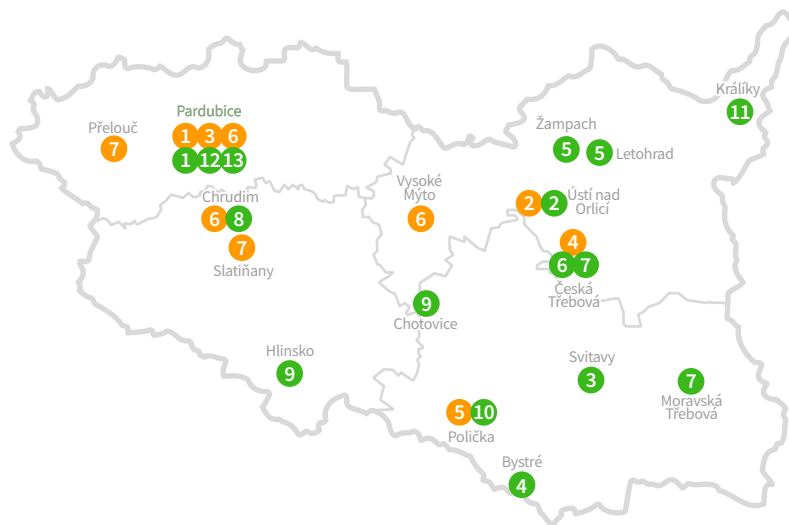 Králíky
11
Pardubice
1 3 6
1 12 13
Přelouč
7
Žampach
5
5 Letohrad
Vysoké
Mýto
6
Chrudim
6 8
7
Slatiňany
2 2 Ústí nad
Orlicí
4
6 7
Česká
Třebová
9
Chotovice
Hlinsko
9
Svitavy
3
7
Moravská
Třebová
5 10
Polička
Bystré
4